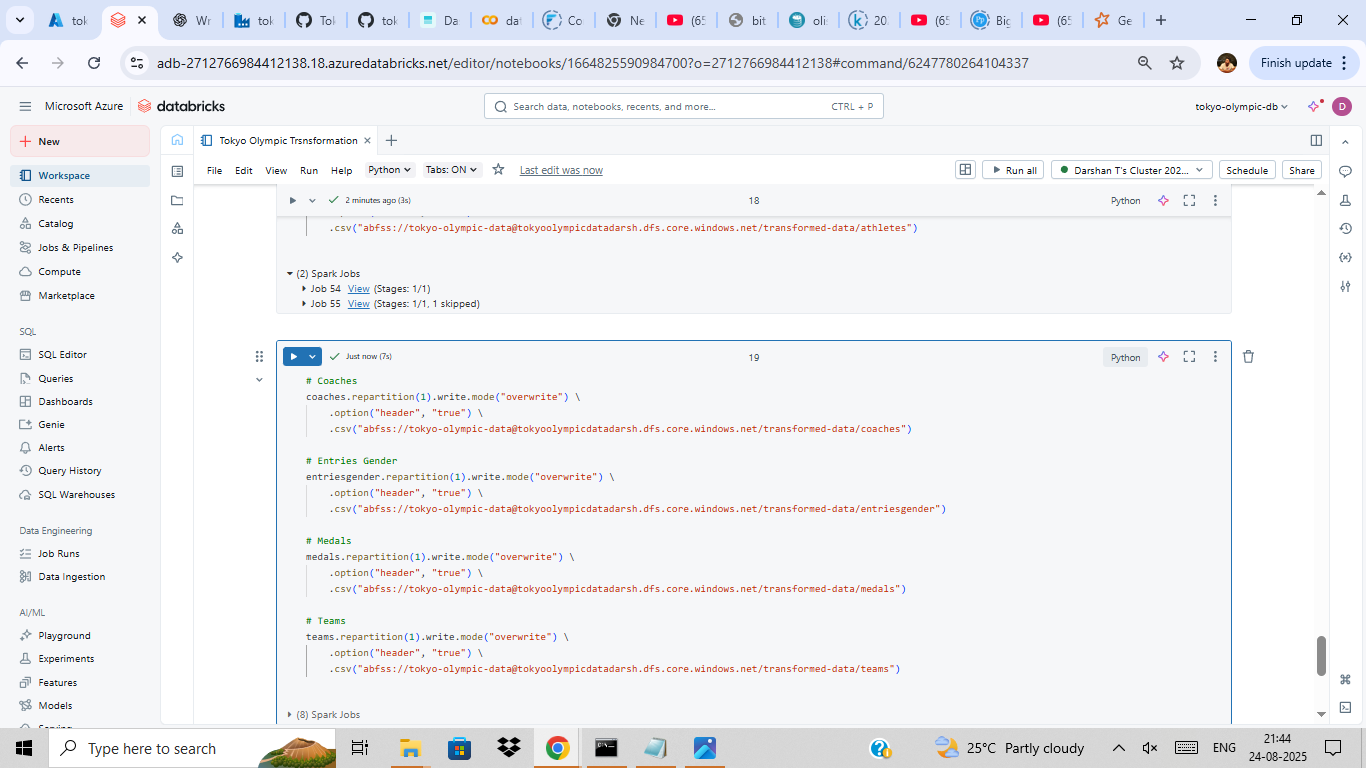 tok
Wr
tok
Tok
tok
Da
dat
Co
Ne
(65
bit
olis
202
(65
Big
(65
Ge
adb-2712766984412138.18.azuredatabricks.net/editor/notebooks/1664825590984700?o=2712766984412138#command/6247780264104337
Finish update
Microsoft Azure
databricks
Search data, notebooks, recents, and more...
CTRL + P
tokyo-olympic-db
D
New
Workspace
Recents
Catalog
Jobs & Pipelines
Compute
Marketplace
SQL
SQL Editor
Queries
Dashboards
Genie
Alerts
Query History
SQL Warehouses
Data Engineering
Job Runs
Data Ingestion
AI/ML
Playground
Experiments
Features
Models
Tokyo Olympic Trsnformation
File Edit View Run Help Python Tabs: ON Last edit was now
Run all
Darshan T's Cluster 202...
Schedule
Share
2 minutes ago (3s)
18
Python
.csv("abfss://tokyo-olympic-data@tokyoolympicdatadarsh.dfs.core.windows.net/transformed-data/athletes")
(2) Spark Jobs
Job 54 View (Stages: 1/1)
Job 55 View (Stages: 1/1, 1 skipped)
Just now (7s)
19
Python
# Coaches
coaches.repartition(1).write.mode("overwrite") \
.option("header", "true") \
.csv("abfss://tokyo-olympic-data@tokyoolympicdatadarsh.dfs.core.windows.net/transformed-data/coaches")
# Entries Gender
entriesgender.repartition(1).write.mode("overwrite") \
.option("header", "true") \
.csv("abfss://tokyo-olympic-data@tokyoolympicdatadarsh.dfs.core.windows.net/transformed-data/entriesgender")
# Medals
medals.repartition(1).write.mode("overwrite") \
.option("header", "true") \
.csv("abfss://tokyo-olympic-data@tokyoolympicdatadarsh.dfs.core.windows.net/transformed-data/medals")
# Teams
teams.repartition(1).write.mode("overwrite") \
.option("header", "true") \
.csv("abfss://tokyo-olympic-data@tokyoolympicdatadarsh.dfs.core.windows.net/transformed-data/teams")
(8) Spark Jobs
Type here to search
25°C Partly cloudy
ENG
21:44
24-08-2025